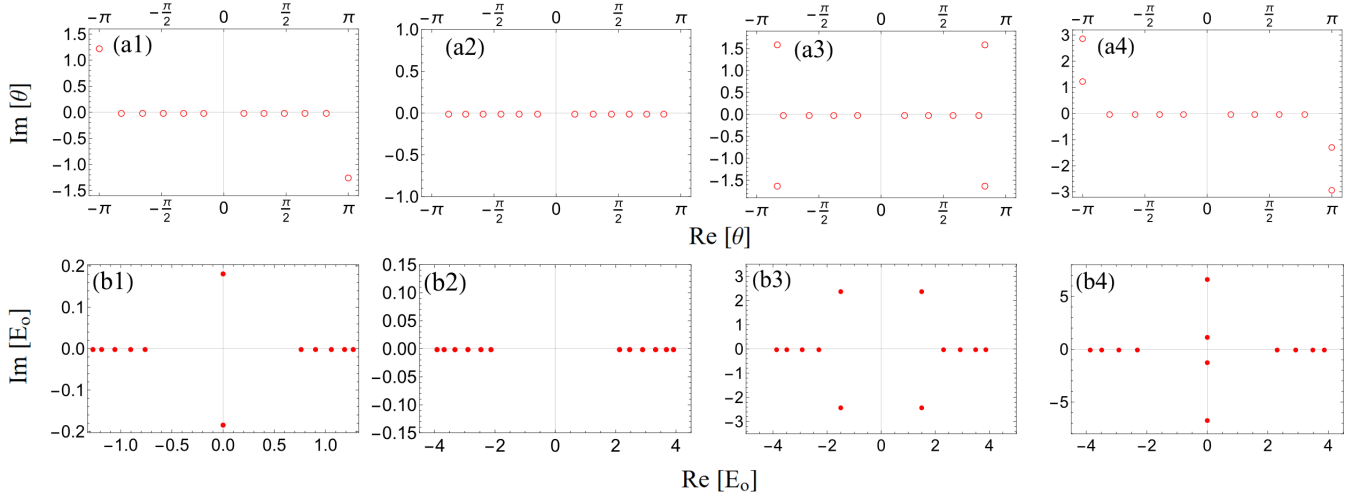 −π −π/2 0 π/2 π −π −π/2 0 π/2 π −π −π/2 0 π/2 π −π −π/2 0 π/2 π
(a1) (a2) (a3) (a4)
Im [θ]
1.5 1.0 0.5 0.0 −0.5 −1.0 −1.5
1.0 0.5 0.0 −0.5 −1.0
1.5 1.0 0.5 0.0 −0.5 −1.0 −1.5
3 2 1 0 −1 −2 −3
−π −π/2 0 π/2 π −π −π/2 0 π/2 π −π −π/2 0 π/2 π −π −π/2 0 π/2 π
Re [θ]
(b1) (b2) (b3) (b4)
Im [E_o]
0.2 0.1 0.0 −0.1 −0.2
0.15 0.10 0.05 0.00 −0.05 −0.10 −0.15
3 2 1 0 −1 −2 −3
5 0 −5
−1.0 −0.5 0.0 0.5 1.0 −4 −2 0 2 4 −4 −2 0 2 4 −4 −2 0 2 4
Re [E_o]